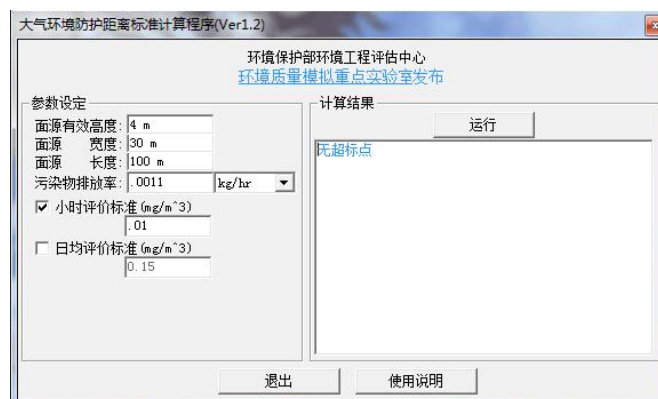 大气环境防护距离标准计算程序(Ver1.2)
环境保护部环境工程评估中心
环境质量模拟重点实验室发布
参数设定
面源有效高度: 4 m
面源 宽度: 30 m
面源 长度: 100 m
污染物排放率: .0011 kg/hr
小时评价标准(mg/m^3)
.01
日均评价标准(mg/m^3)
0.15
计算结果
运行
无超标点
退出 使用说明